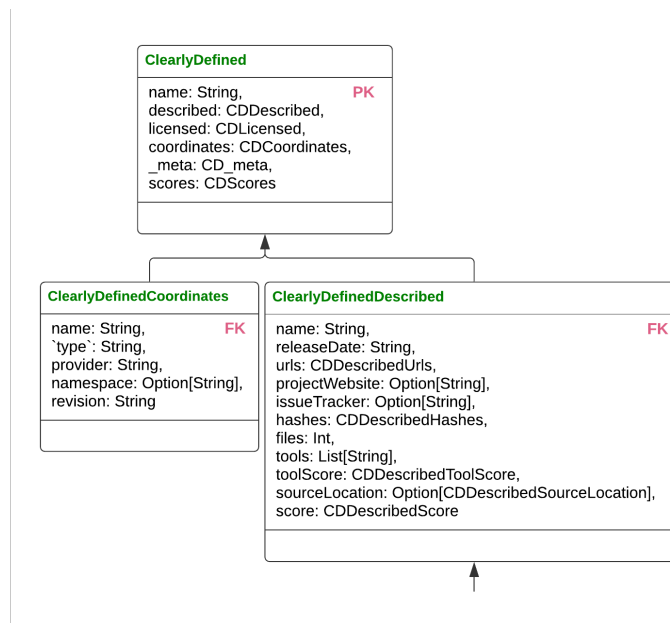 ClearlyDefined
name: String, PK
described: CDDescribed,
licensed: CDLicensed,
coordinates: CDCoordinates,
_meta: CD_meta,
scores: CDScores
ClearlyDefinedCoordinates
name: String, FK
`type`: String,
provider: String,
namespace: Option[String],
revision: String
ClearlyDefinedDescribed
name: String, FK
releaseDate: String,
urls: CDDescribedUrls,
projectWebsite: Option[String],
issueTracker: Option[String],
hashes: CDDescribedHashes,
files: Int,
tools: List[String],
toolScore: CDDescribedToolScore,
sourceLocation: Option[CDDescribedSourceLocation],
score: CDDescribedScore